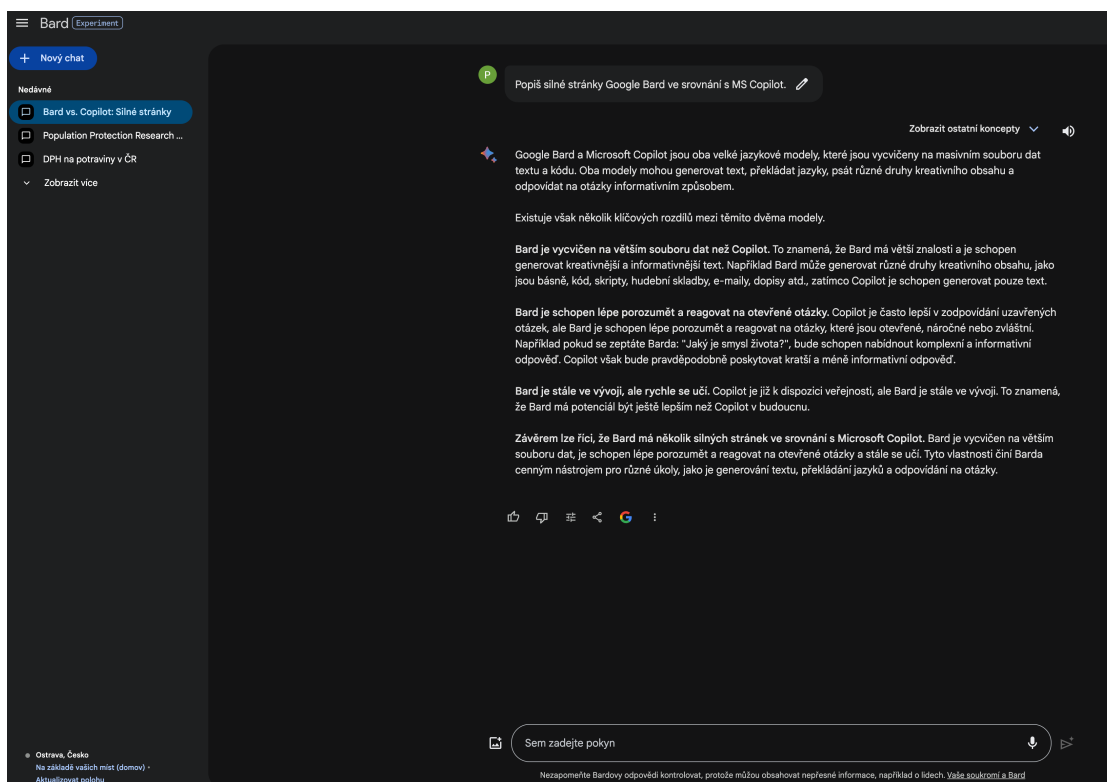 Bard Experiment
Nový chat
Nedávné
Bard vs. Copilot: Silné stránky
Population Protection Research ...
DPH na potraviny v ČR
Zobrazit více
P
Popiš silné stránky Google Bard ve srovnání s MS Copilot.
Zobrazit ostatní koncepty
Google Bard a Microsoft Copilot jsou oba velké jazykové modely, které jsou vycvičeny na masivním souboru dat
textu a kódu. Oba modely mohou generovat text, překládat jazyky, psát různé druhy kreativního obsahu a
odpovídat na otázky informativním způsobem.
Existuje však několik klíčových rozdílů mezi těmito dvěma modely.
Bard je vycvičen na větším souboru dat než Copilot. To znamená, že Bard má větší znalosti a je schopen
generovat kreativnější a informativnější text. Například Bard může generovat různé druhy kreativního obsahu, jako
jsou básně, kód, skripty, hudební skladby, e-maily, dopisy atd., zatímco Copilot je schopen generovat pouze text.
Bard je schopen lépe porozumět a reagovat na otevřené otázky. Copilot je často lepší v zodpovídání uzavřených
otázek, ale Bard je schopen lépe porozumět a reagovat na otázky, které jsou otevřené, náročné nebo zvláštní.
Například pokud se zeptáte Barda: "Jaký je smysl života?", bude schopen nabídnout komplexní a informativní
odpověď. Copilot však bude pravděpodobně poskytovat kratší a méně informativní odpověď.
Bard je stále ve vývoji, ale rychle se učí. Copilot je již k dispozici veřejnosti, ale Bard je stále ve vývoji. To znamená,
že Bard má potenciál být ještě lepším než Copilot v budoucnu.
Závěrem lze říci, že Bard má několik silných stránek ve srovnání s Microsoft Copilot. Bard je vycvičen na větším
souboru dat, je schopen lépe porozumět a reagovat na otevřené otázky a stále se učí. Tyto vlastnosti činí Barda
cenným nástrojem pro různé úkoly, jako je generování textu, překládání jazyků a odpovídání na otázky.
Sem zadejte pokyn
Nezapomeňte Bardovy odpovědi kontrolovat, protože můžou obsahovat nepřesné informace, například o lidech. Vaše soukromí a Bard
Ostrava, Česko
Na základě vašich míst (domov) •
Aktualizovat polohu